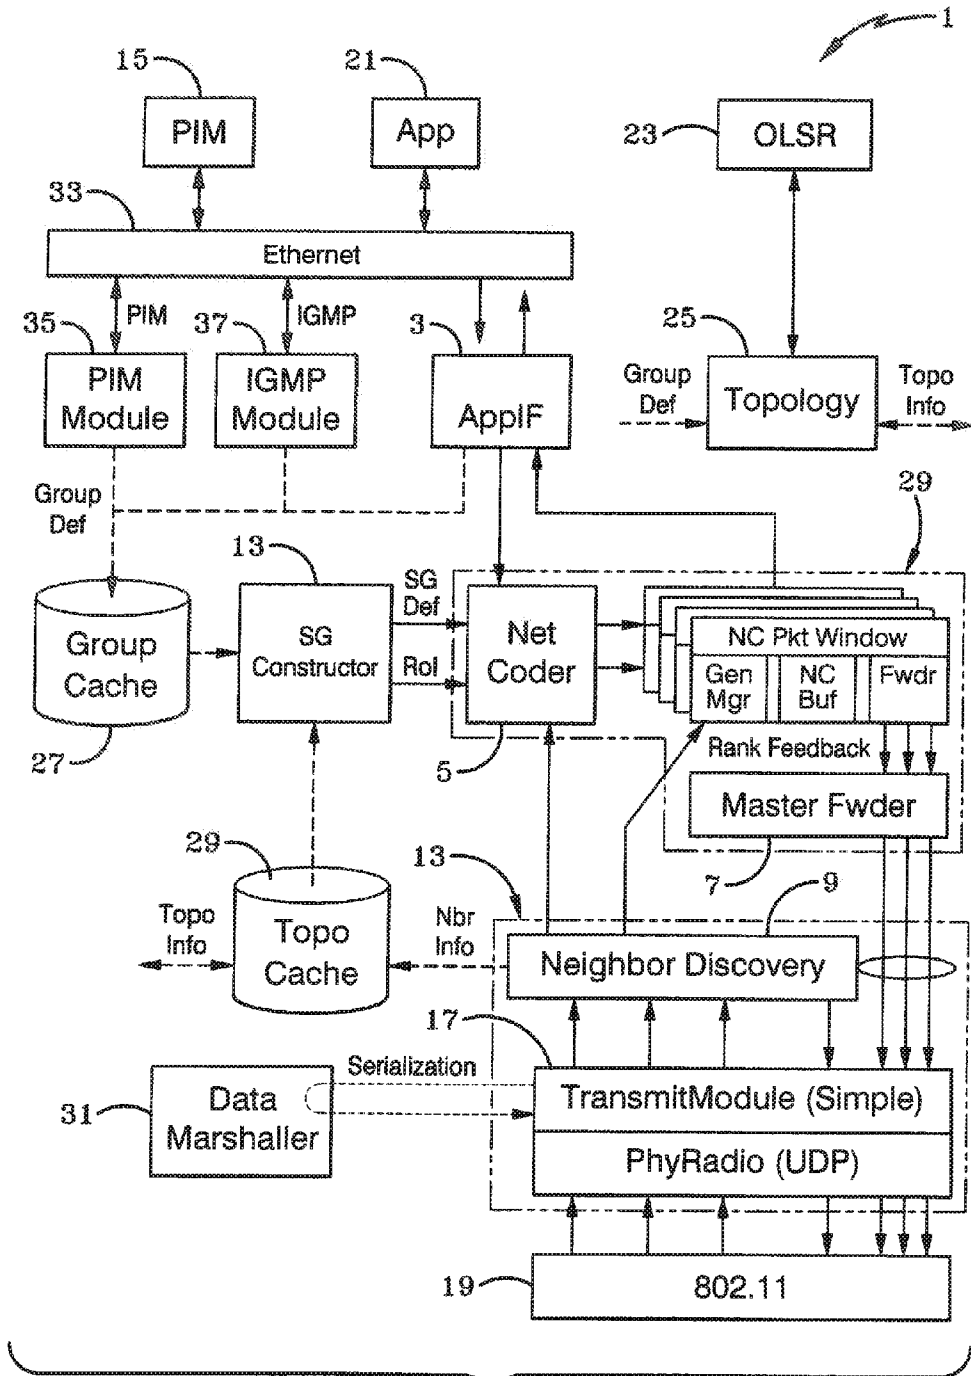 1
15
21
23
PIM
App
OLSR
33
Ethernet
PIM
IGMP
35
37
3
25
PIM
Module
IGMP
Module
AppIF
Group
Def
Topology
Topo
Info
Group
Def
29
13
SG
Def
Group
Cache
SG
Constructor
RoI
Net
Coder
NC Pkt Window
Gen
Mgr
NC
Buf
Fwdr
27
5
Rank Feedback
Master Fwder
29
13
7
9
Topo
Info
Topo
Cache
Nbr
Info
Neighbor Discovery
17
Serialization
31
Data
Marshaller
TransmitModule (Simple)
PhyRadio (UDP)
19
802.11